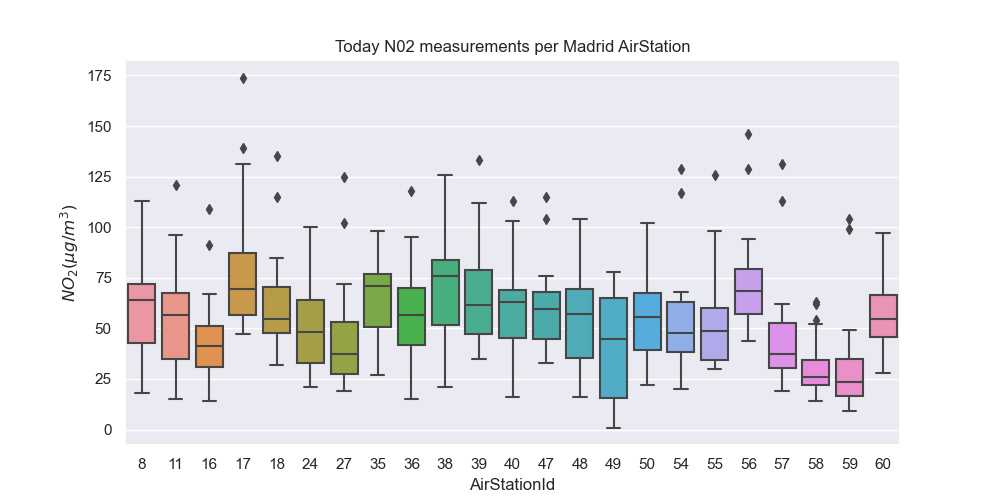 Today N02 measurements per Madrid AirStation
175
150
125
100
75
50
25
0
NO₂(μg/m³)
8 11 16 17 18 24 27 35 36 38 39 40 47 48 49 50 54 55 56 57 58 59 60
AirStationId